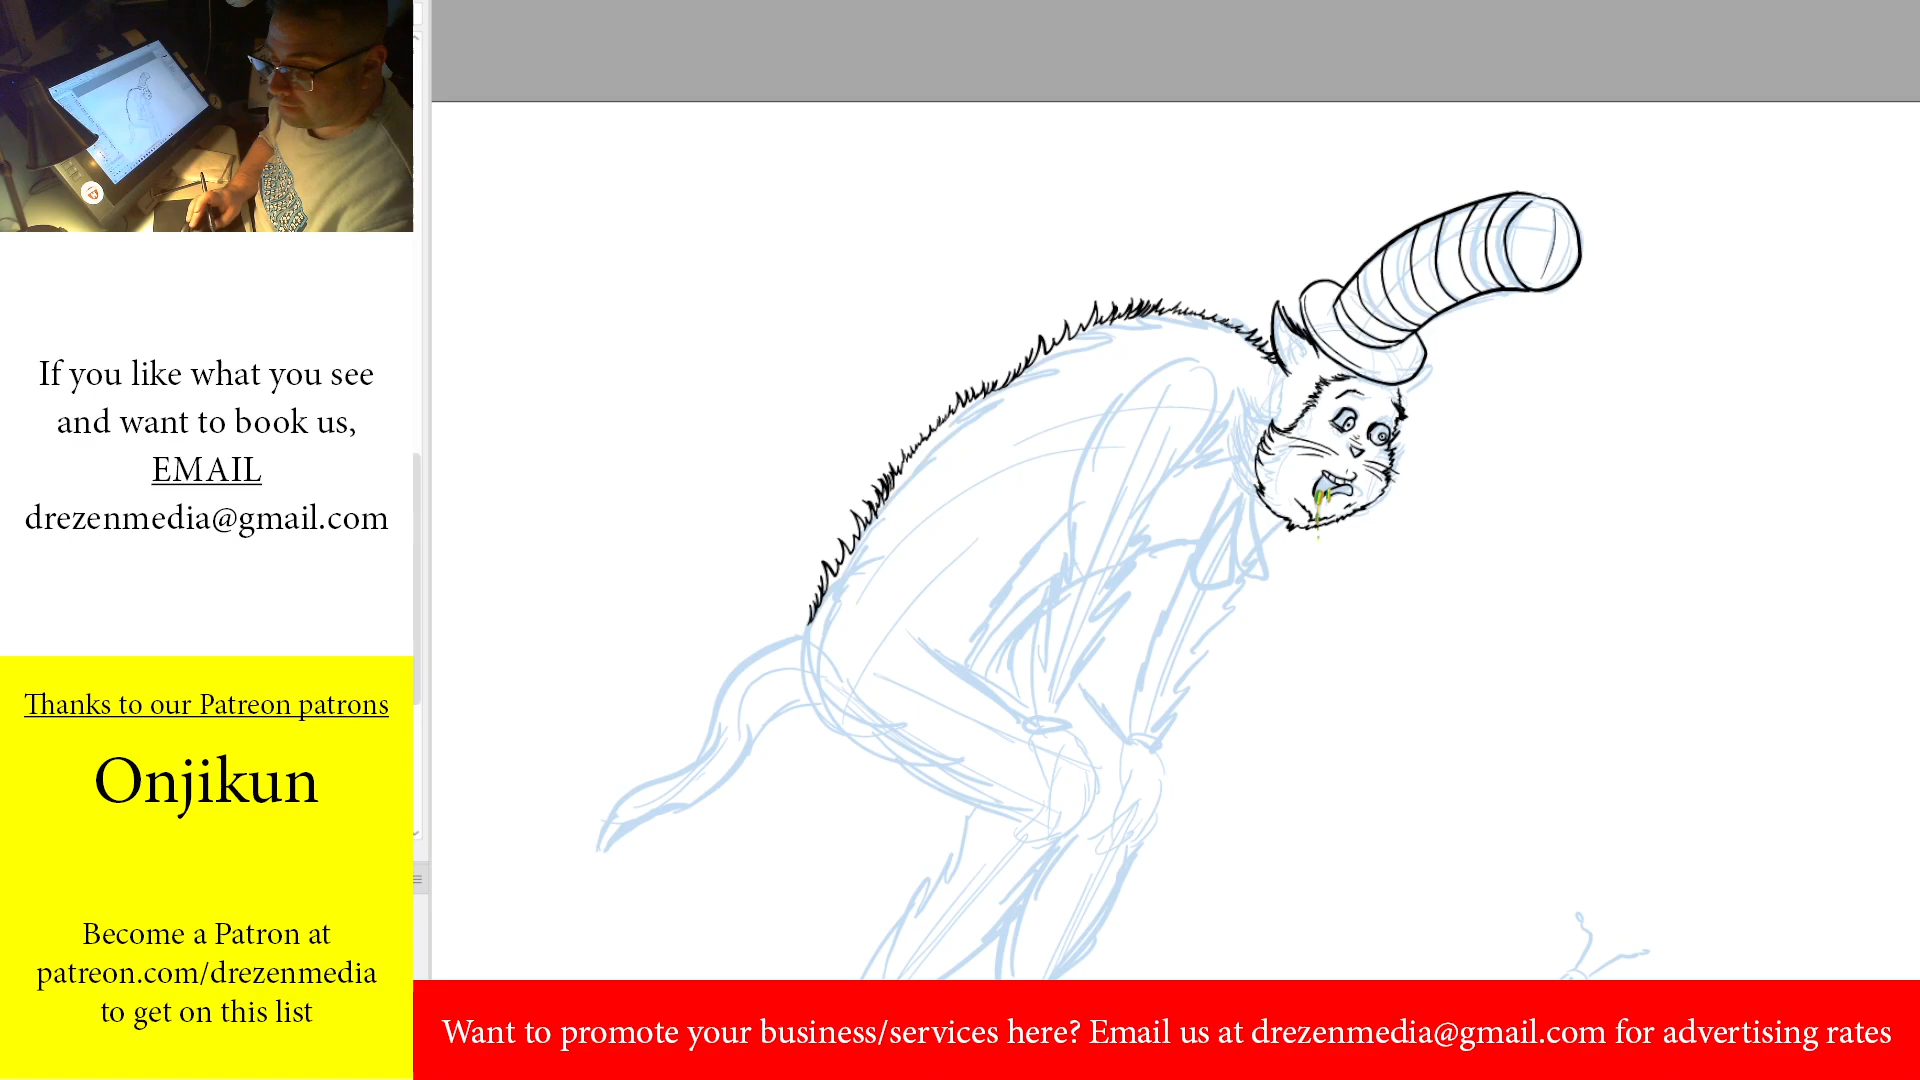 If you like what you see
and want to book us,
EMAIL
drezenmedia@gmail.com
Thanks to our Patreon patrons
Onjikun
Become a Patron at
patreon.com/drezenmedia
to get on this list
Want to promote your business/services here? Email us at drezenmedia@gmail.com for advertising rates